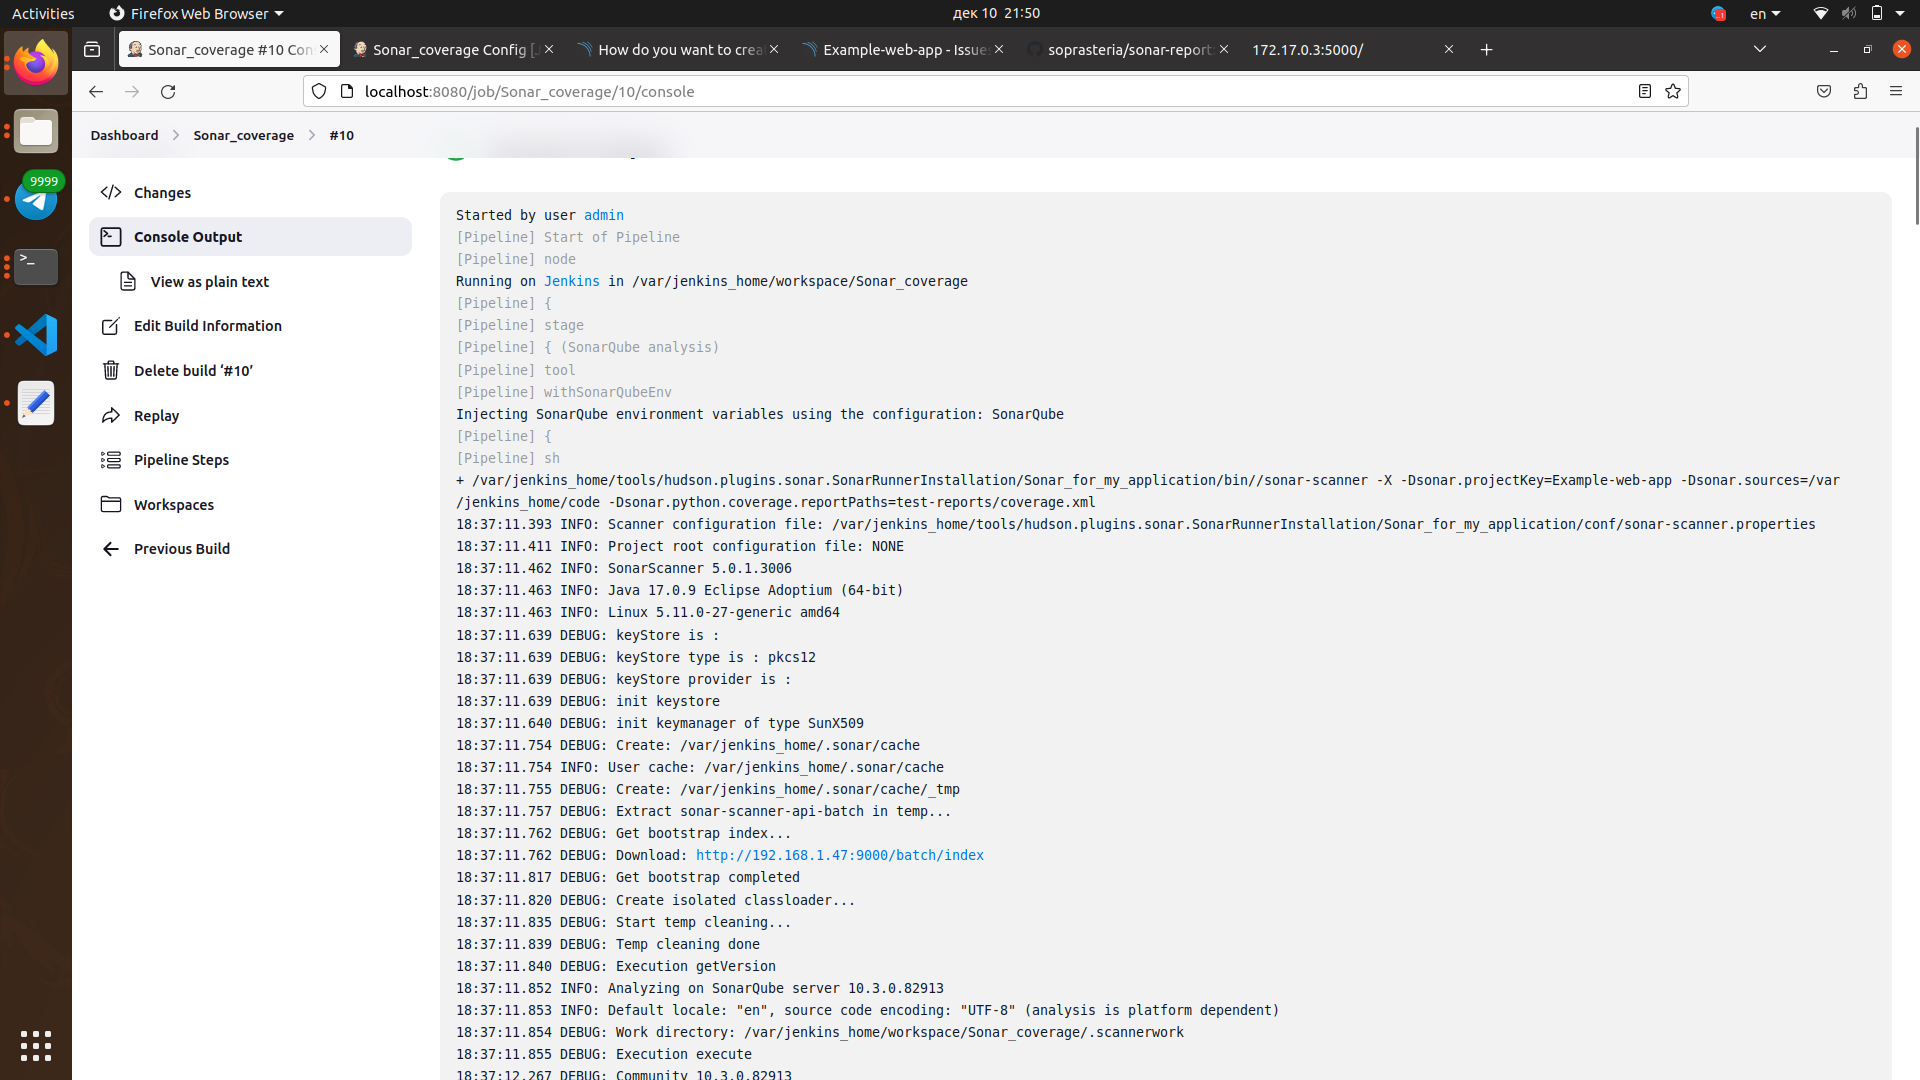 Activities
Firefox Web Browser
дек 10 21:50
en
Sonar_coverage #10 Con
Sonar_coverage Config [J
How do you want to crea
Example-web-app - Issues
soprasteria/sonar-report
172.17.0.3:5000/
localhost:8080/job/Sonar_coverage/10/console
Dashboard
Sonar_coverage
#10
9999
Changes
Console Output
View as plain text
Edit Build Information
Delete build ‘#10’
Replay
Pipeline Steps
Workspaces
Previous Build
Started by user admin
[Pipeline] Start of Pipeline
[Pipeline] node
Running on Jenkins in /var/jenkins_home/workspace/Sonar_coverage
[Pipeline] {
[Pipeline] stage
[Pipeline] { (SonarQube analysis)
[Pipeline] tool
[Pipeline] withSonarQubeEnv
Injecting SonarQube environment variables using the configuration: SonarQube
[Pipeline] {
[Pipeline] sh
+ /var/jenkins_home/tools/hudson.plugins.sonar.SonarRunnerInstallation/Sonar_for_my_application/bin//sonar-scanner -X -Dsonar.projectKey=Example-web-app -Dsonar.sources=/var
/jenkins_home/code -Dsonar.python.coverage.reportPaths=test-reports/coverage.xml
18:37:11.393 INFO: Scanner configuration file: /var/jenkins_home/tools/hudson.plugins.sonar.SonarRunnerInstallation/Sonar_for_my_application/conf/sonar-scanner.properties
18:37:11.411 INFO: Project root configuration file: NONE
18:37:11.462 INFO: SonarScanner 5.0.1.3006
18:37:11.463 INFO: Java 17.0.9 Eclipse Adoptium (64-bit)
18:37:11.463 INFO: Linux 5.11.0-27-generic amd64
18:37:11.639 DEBUG: keyStore is :
18:37:11.639 DEBUG: keyStore type is : pkcs12
18:37:11.639 DEBUG: keyStore provider is :
18:37:11.639 DEBUG: init keystore
18:37:11.640 DEBUG: init keymanager of type SunX509
18:37:11.754 DEBUG: Create: /var/jenkins_home/.sonar/cache
18:37:11.754 INFO: User cache: /var/jenkins_home/.sonar/cache
18:37:11.755 DEBUG: Create: /var/jenkins_home/.sonar/cache/_tmp
18:37:11.757 DEBUG: Extract sonar-scanner-api-batch in temp...
18:37:11.762 DEBUG: Get bootstrap index...
18:37:11.762 DEBUG: Download: http://192.168.1.47:9000/batch/index
18:37:11.817 DEBUG: Get bootstrap completed
18:37:11.820 DEBUG: Create isolated classloader...
18:37:11.835 DEBUG: Start temp cleaning...
18:37:11.839 DEBUG: Temp cleaning done
18:37:11.840 DEBUG: Execution getVersion
18:37:11.852 INFO: Analyzing on SonarQube server 10.3.0.82913
18:37:11.853 INFO: Default locale: "en", source code encoding: "UTF-8" (analysis is platform dependent)
18:37:11.854 DEBUG: Work directory: /var/jenkins_home/workspace/Sonar_coverage/.scannerwork
18:37:11.855 DEBUG: Execution execute
18:37:12.267 DEBUG: Community 10.3.0.82913